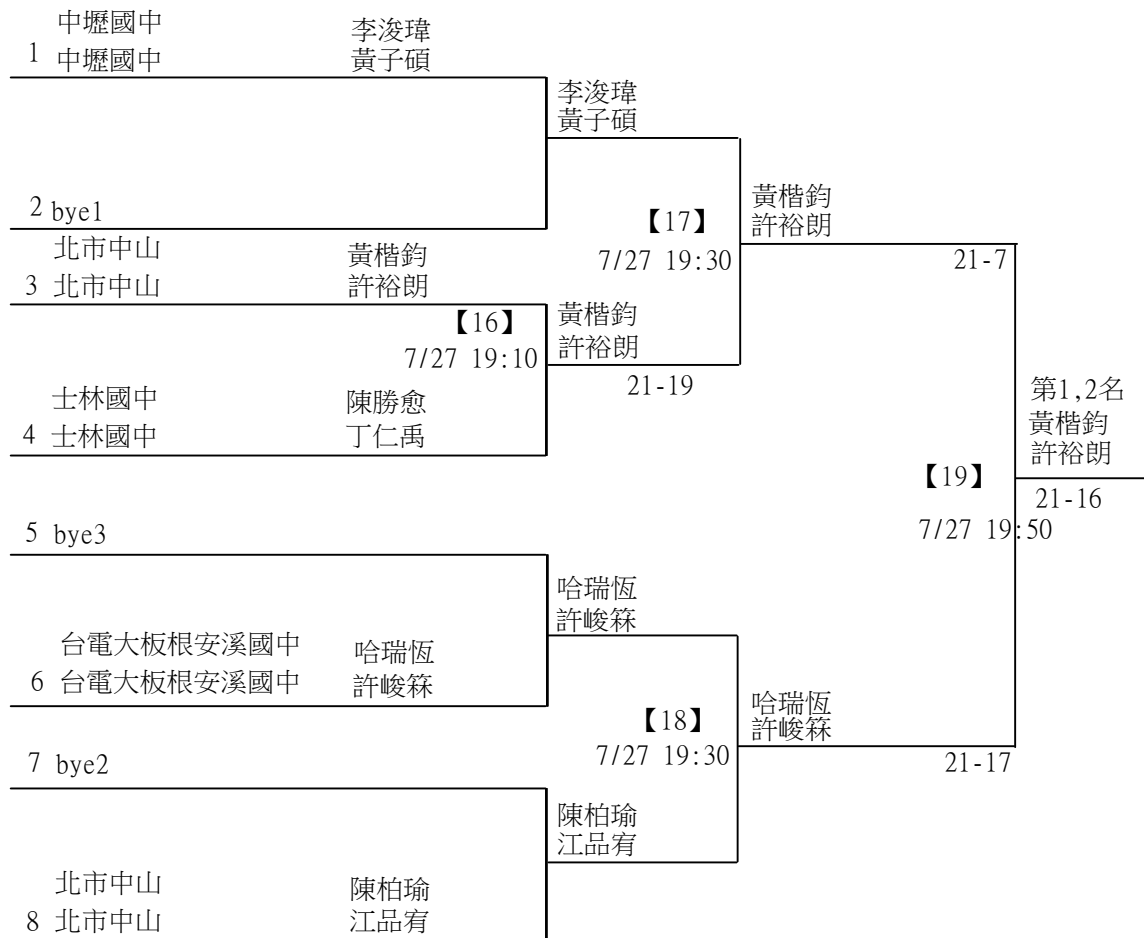 中壢國中 李浚瑋
1 中壢國中 黃子碩
李浚瑋
黃子碩
2 bye1
【17】
7/27 19:30
黃楷鈞
許裕朗
21-7
北市中山 黃楷鈞
3 北市中山 許裕朗
【16】
7/27 19:10
黃楷鈞
許裕朗
21-19
士林國中 陳勝愈
4 士林國中 丁仁禹
第1,2名
黃楷鈞
許裕朗
【19】
21-16
7/27 19:50
5 bye3
哈瑞恆
許峻箖
台電大板根安溪國中 哈瑞恆
6 台電大板根安溪國中 許峻箖
【18】
7/27 19:30
哈瑞恆
許峻箖
21-17
7 bye2
陳柏瑜
江品宥
北市中山 陳柏瑜
8 北市中山 江品宥